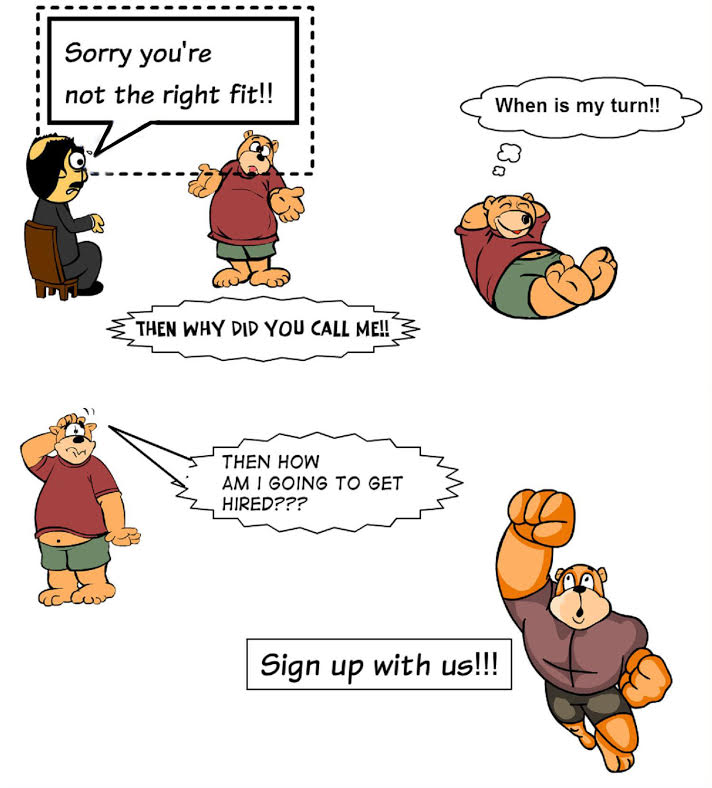 Sorry you're
not the right fit!!
When is my turn!!
THEN WHY DID YOU CALL ME!!
THEN HOW
AM I GOING TO GET
HIRED???
Sign up with us!!!